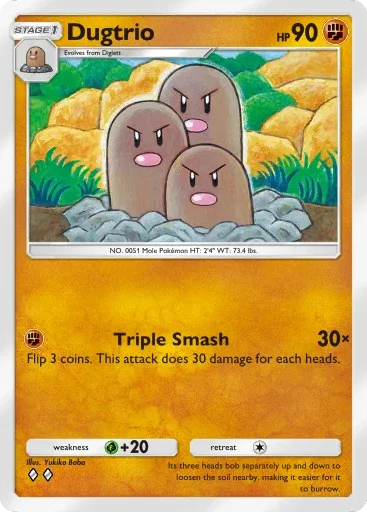 STAGE 1
Dugtrio
HP 90
Evolves from Diglett
NO. 0051 Mole Pokémon HT: 2'4" WT: 73.4 lbs.
Triple Smash 30×
Flip 3 coins. This attack does 30 damage for each heads.
weakness +20 retreat
Illus. Yukiko Baba
Its three heads bob separately up and down to
loosen the soil nearby, making it easier for it
to burrow.